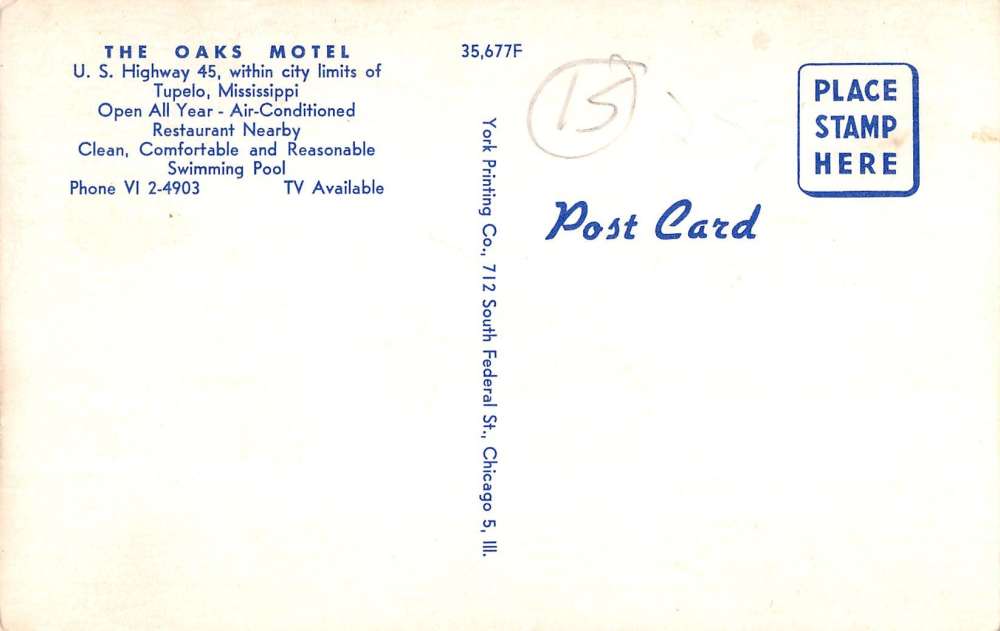 THE OAKS MOTEL
U. S. Highway 45, within city limits of
Tupelo, Mississippi
Open All Year - Air-Conditioned
Restaurant Nearby
Clean, Comfortable and Reasonable
Swimming Pool
Phone VI 2-4903 TV Available
35,677F
15
York Printing Co., 712 South Federal St., Chicago 5, Ill.
PLACE
STAMP
HERE
Post Card